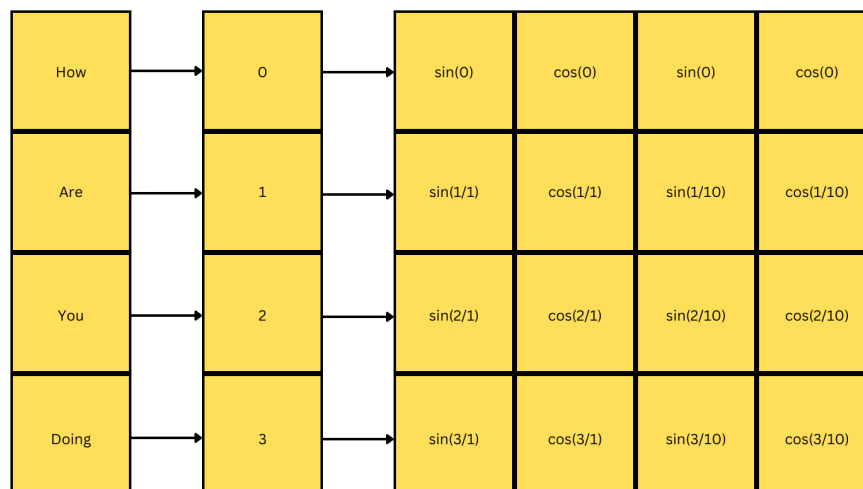 How 0 sin(0) cos(0) sin(0) cos(0)
Are 1 sin(1/1) cos(1/1) sin(1/10) cos(1/10)
You 2 sin(2/1) cos(2/1) sin(2/10) cos(2/10)
Doing 3 sin(3/1) cos(3/1) sin(3/10) cos(3/10)